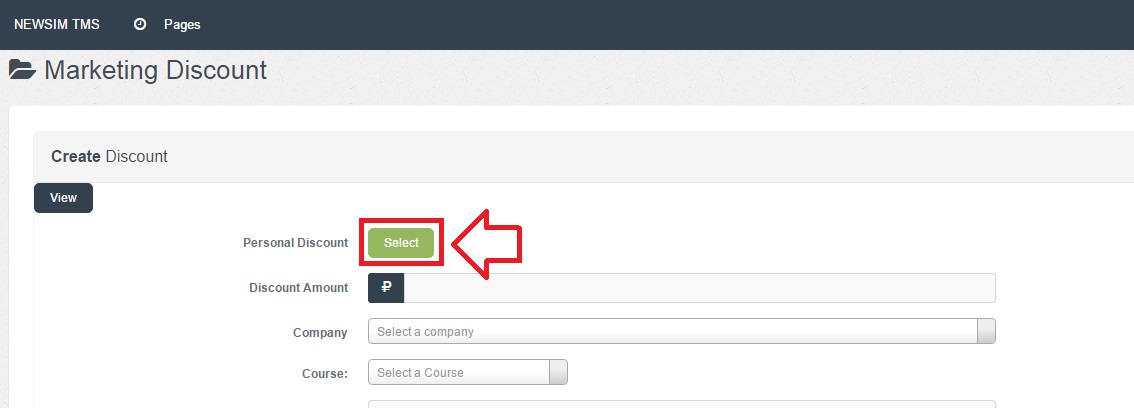 NEWSIM TMS Pages
Marketing Discount
Create Discount
View
Personal Discount Select
Discount Amount ₽
Company Select a company
Course: Select a Course